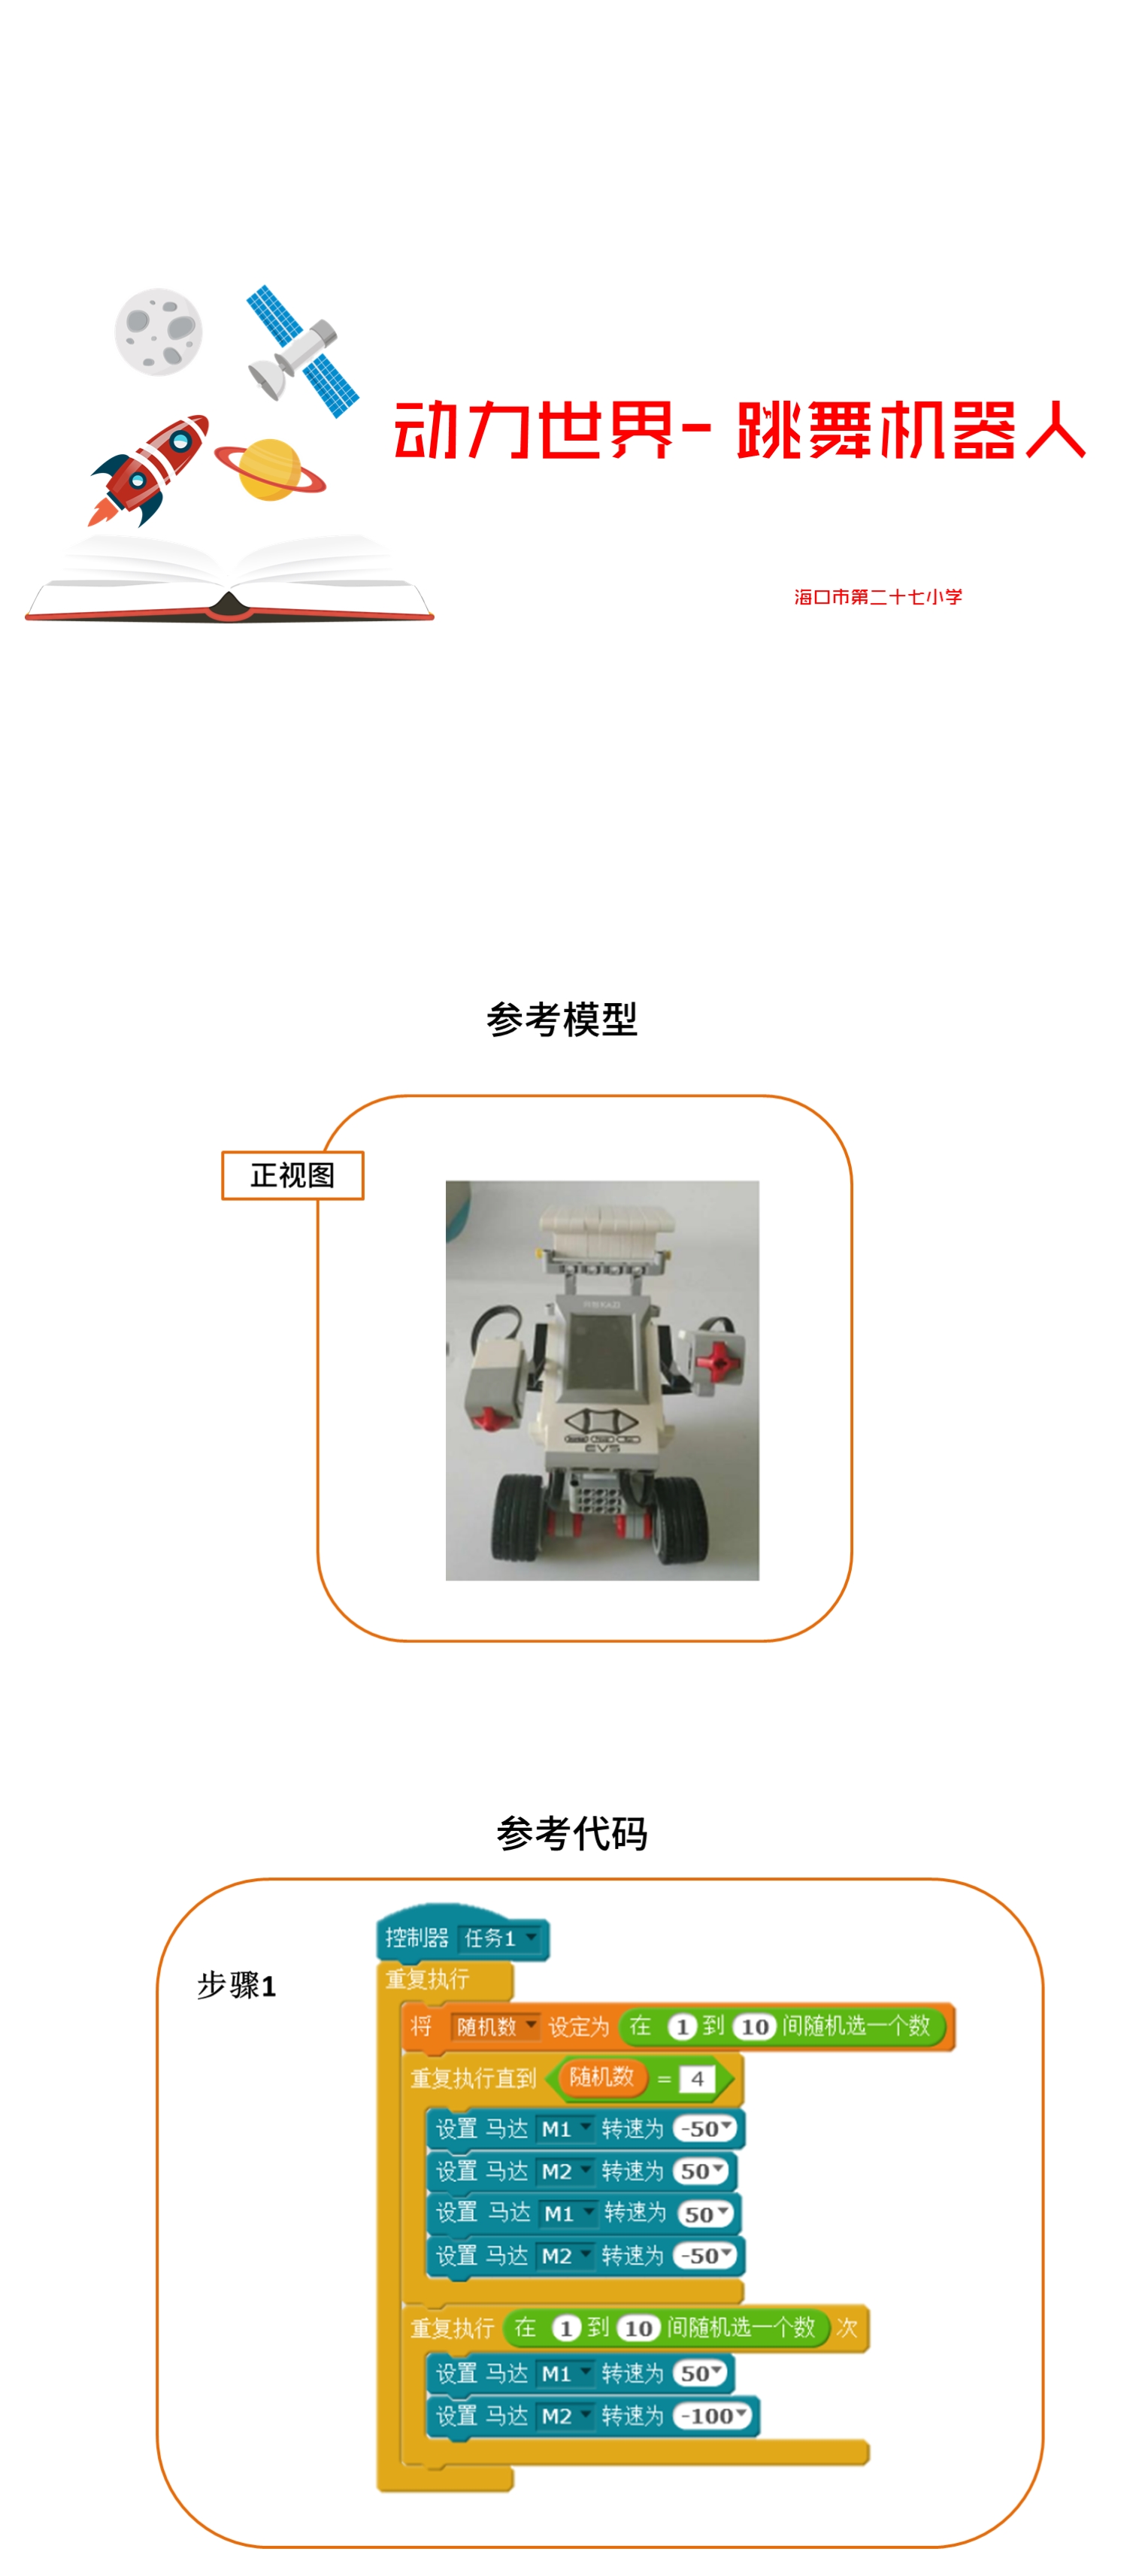 动力世界- 跳舞机器人
海口市第二十七小学
参考模型
正视图
EV5
参考代码
步骤1
控制器 任务1
重复执行
将 随机数 设定为 在 1 到 10 间随机选一个数
重复执行直到 随机数 = 4
设置 马达 M1 转速为 -50
设置 马达 M2 转速为 50
设置 马达 M1 转速为 50
设置 马达 M2 转速为 -50
重复执行 在 1 到 10 间随机选一个数 次
设置 马达 M1 转速为 50
设置 马达 M2 转速为 -100